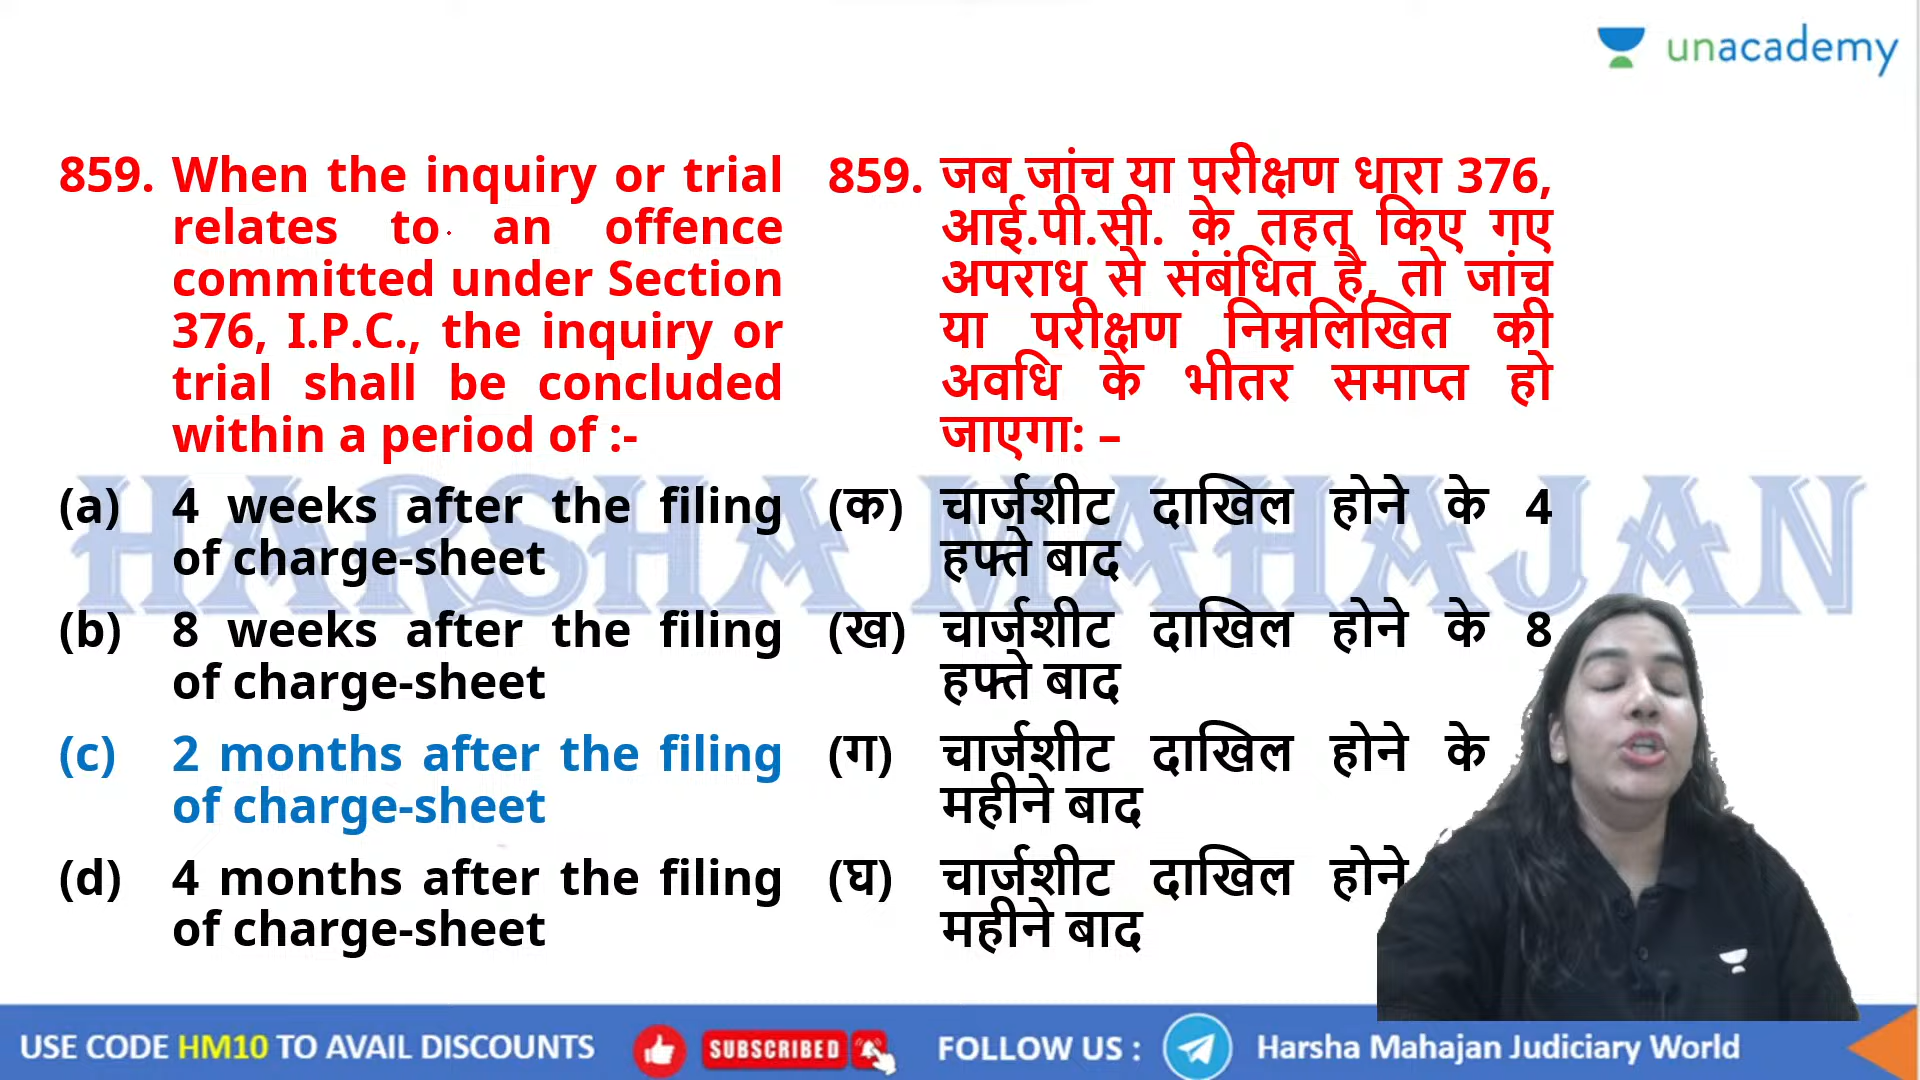 unacademy
859. When the inquiry or trial
relates to an offence
committed under Section
376, I.P.C., the inquiry or
trial shall be concluded
within a period of :-
(a) 4 weeks after the filing
of charge-sheet
(b) 8 weeks after the filing
of charge-sheet
(c) 2 months after the filing
of charge-sheet
(d) 4 months after the filing
of charge-sheet
859. जब जांच या परीक्षण धारा 376,
आई.पी.सी. के तहत किए गए
अपराध से संबंधित है, तो जांच
या परीक्षण निम्नलिखित की
अवधि के भीतर समाप्त हो
जाएगा: –
(क) चार्जशीट दाखिल होने के 4
हफ्ते बाद
(ख) चार्जशीट दाखिल होने के 8
हफ्ते बाद
(ग) चार्जशीट दाखिल होने के
महीने बाद
(घ) चार्जशीट दाखिल होने
महीने बाद
HARSHA MAHAJAN
USE CODE HM10 TO AVAIL DISCOUNTS
SUBSCRIBED
FOLLOW US :
Harsha Mahajan Judiciary World